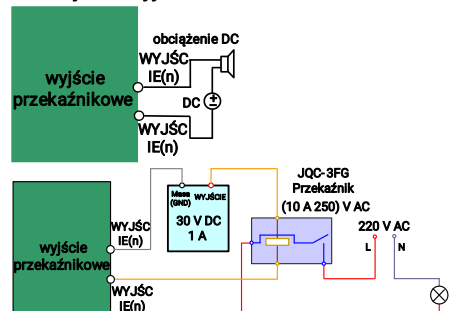 obciążenie DC
WYJŚC
IE(n)
wyjście
przekaźnikowe
DC
WYJŚC
IE(n)
JQC-3FG
Przekaźnik
(10 A 250) V AC
Masa
(GND)
WYJŚCIE
30 V DC
1 A
220 V AC
L
N
WYJŚC
IE(n)
wyjście
przekaźnikowe
WYJŚC
IE(n)